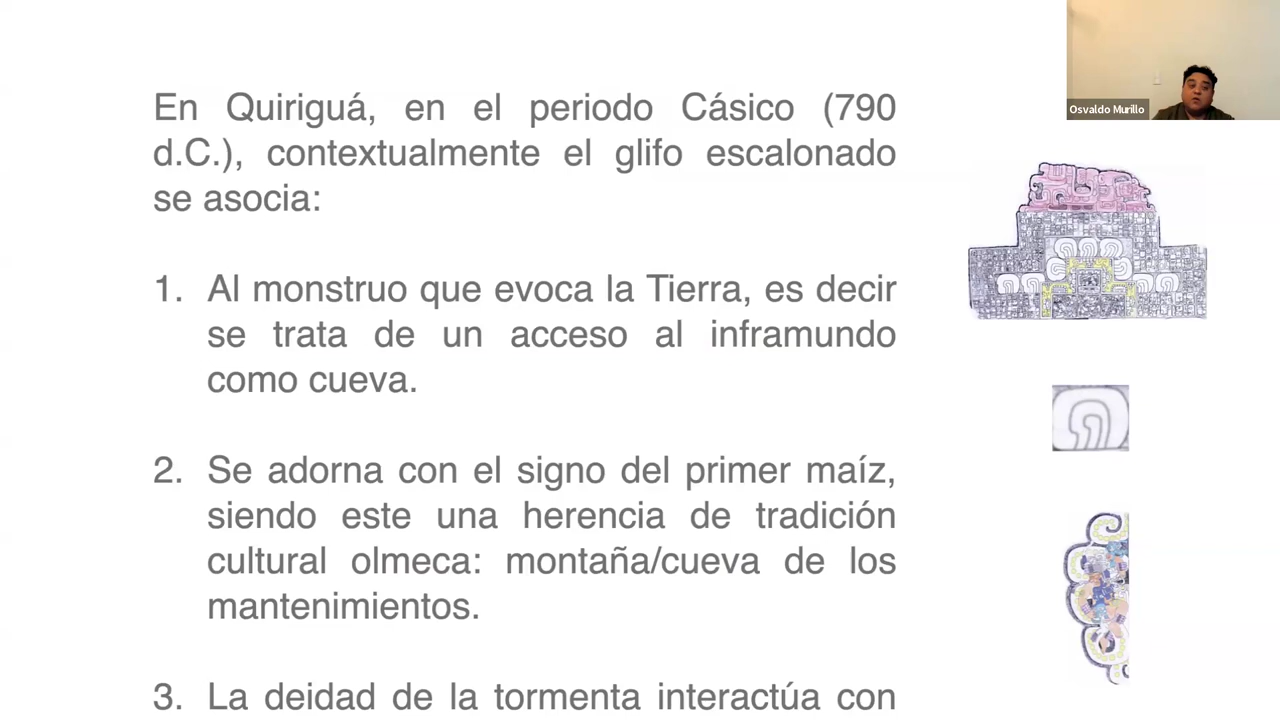 En Quiriguá, en el periodo Cásico (790
d.C.), contextualmente el glifo escalonado
se asocia:
1. Al monstruo que evoca la Tierra, es decir
se trata de un acceso al inframundo
como cueva.
2. Se adorna con el signo del primer maíz,
siendo este una herencia de tradición
cultural olmeca: montaña/cueva de los
mantenimientos.
3. La deidad de la tormenta interactúa con
Osvaldo Murillo